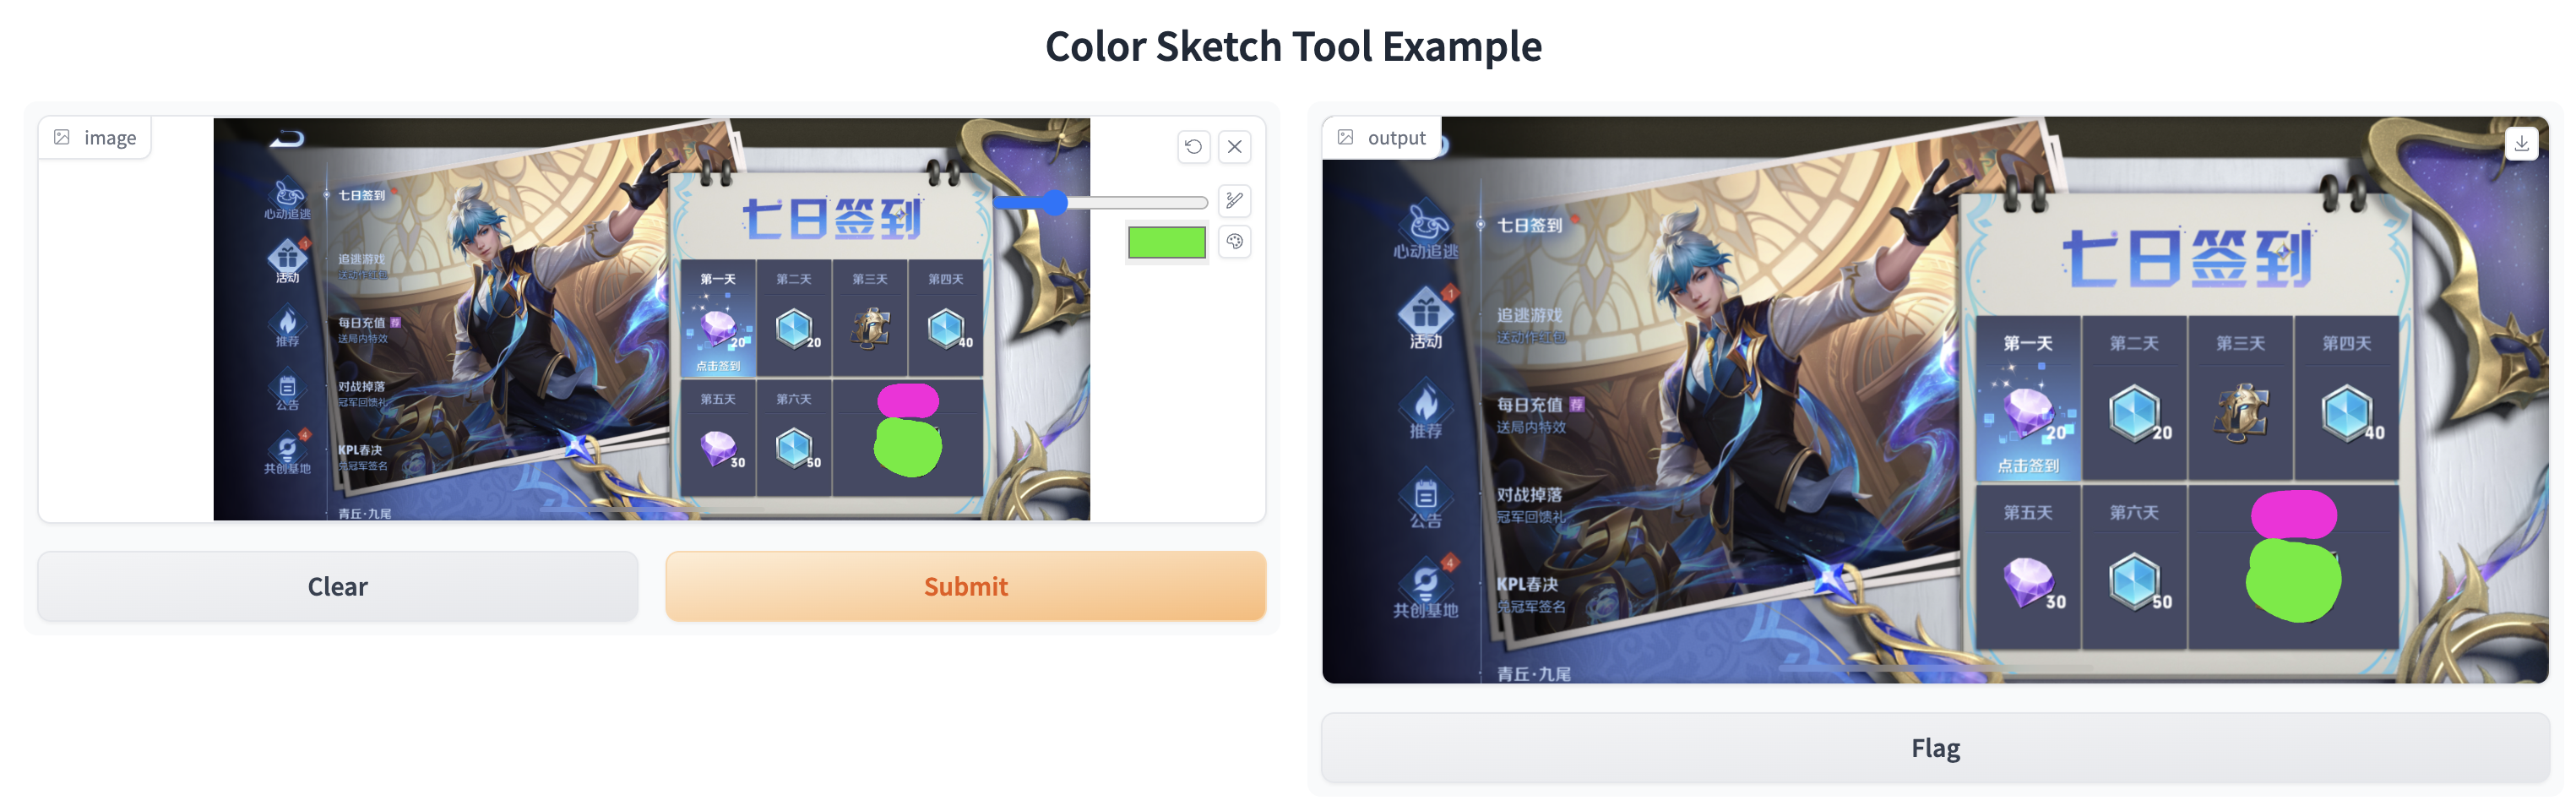 Color Sketch Tool Example
image
心动追逃
1
活动
推荐
公告
4
共创基地
七日签到
追逃游戏
每日充值 荐
送局内特效
对战掉落
冠军回馈礼
KPL春决
兑冠军签名
青丘·九尾
七日签到
第一天
第二天
第三天
第四天
20
20
40
点击签到
第五天
第六天
30
50
Clear
Submit
output
心动追逃
1
活动
推荐
公告
4
共创基地
七日签到
追逃游戏
送动作红包
每日充值 荐
送局内特效
对战掉落
冠军回馈礼
KPL春决
兑冠军签名
青丘·九尾
七日签到
第一天
第二天
第三天
第四天
20
20
40
点击签到
第五天
第六天
30
50
Flag